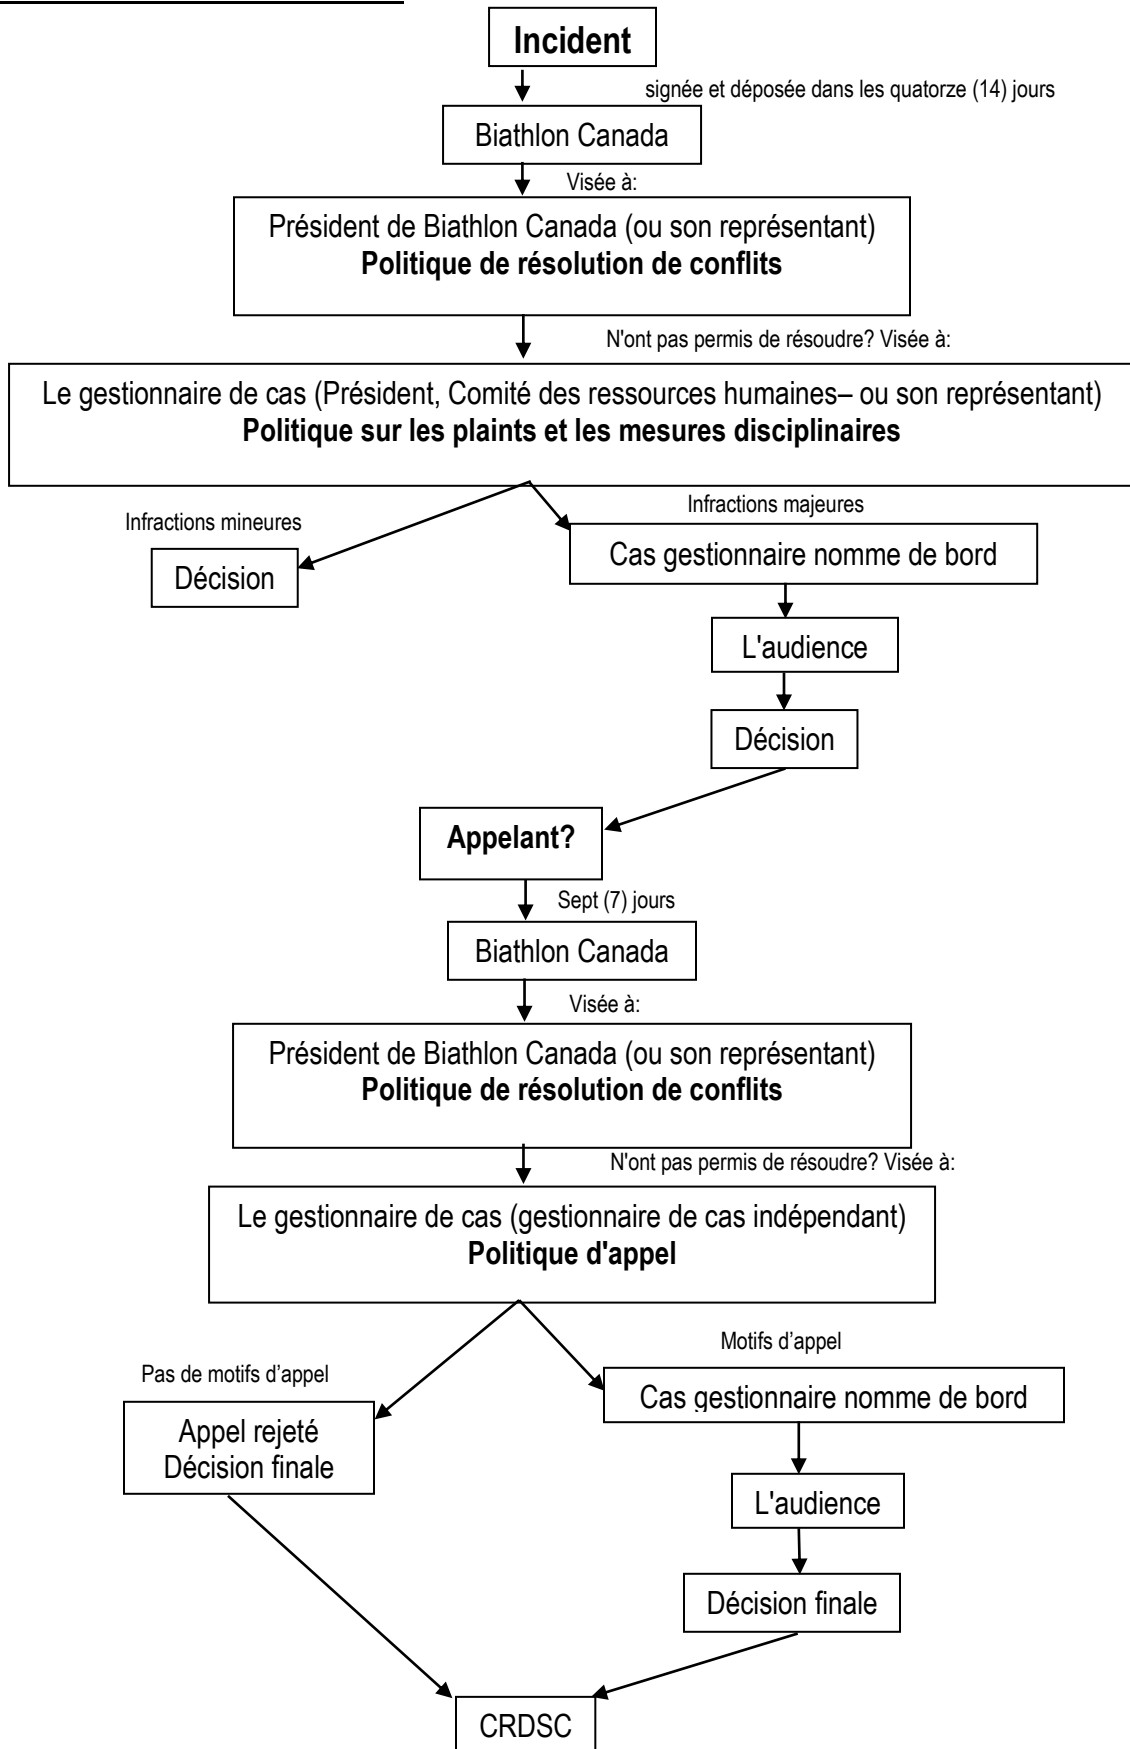 Incident
signée et déposée dans les quatorze (14) jours
Biathlon Canada
Visée à:
Président de Biathlon Canada (ou son représentant)
Politique de résolution de conflits
N'ont pas permis de résoudre? Visée à:
Le gestionnaire de cas (Président, Comité des ressources humaines– ou son représentant)
Politique sur les plaints et les mesures disciplinaires
Infractions mineures
Infractions majeures
Décision
Cas gestionnaire nomme de bord
L'audience
Décision
Appelant?
Sept (7) jours
Biathlon Canada
Visée à:
Président de Biathlon Canada (ou son représentant)
Politique de résolution de conflits
N'ont pas permis de résoudre? Visée à:
Le gestionnaire de cas (gestionnaire de cas indépendant)
Politique d'appel
Pas de motifs d’appel
Motifs d’appel
Appel rejeté
Décision finale
Cas gestionnaire nomme de bord
L'audience
Décision finale
CRDSC